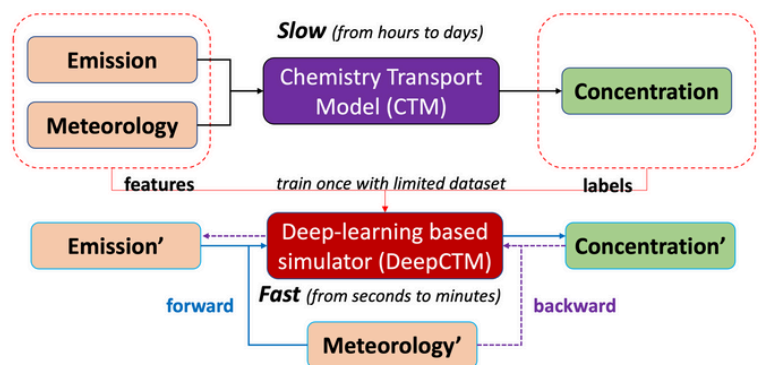 Slow (from hours to days)
Emission
Chemistry Transport
Model (CTM)
Concentration
Meteorology
features
train once with limited dataset
labels
Emission’
Deep-learning based
simulator (DeepCTM)
Concentration’
Fast (from seconds to minutes)
forward
backward
Meteorology’